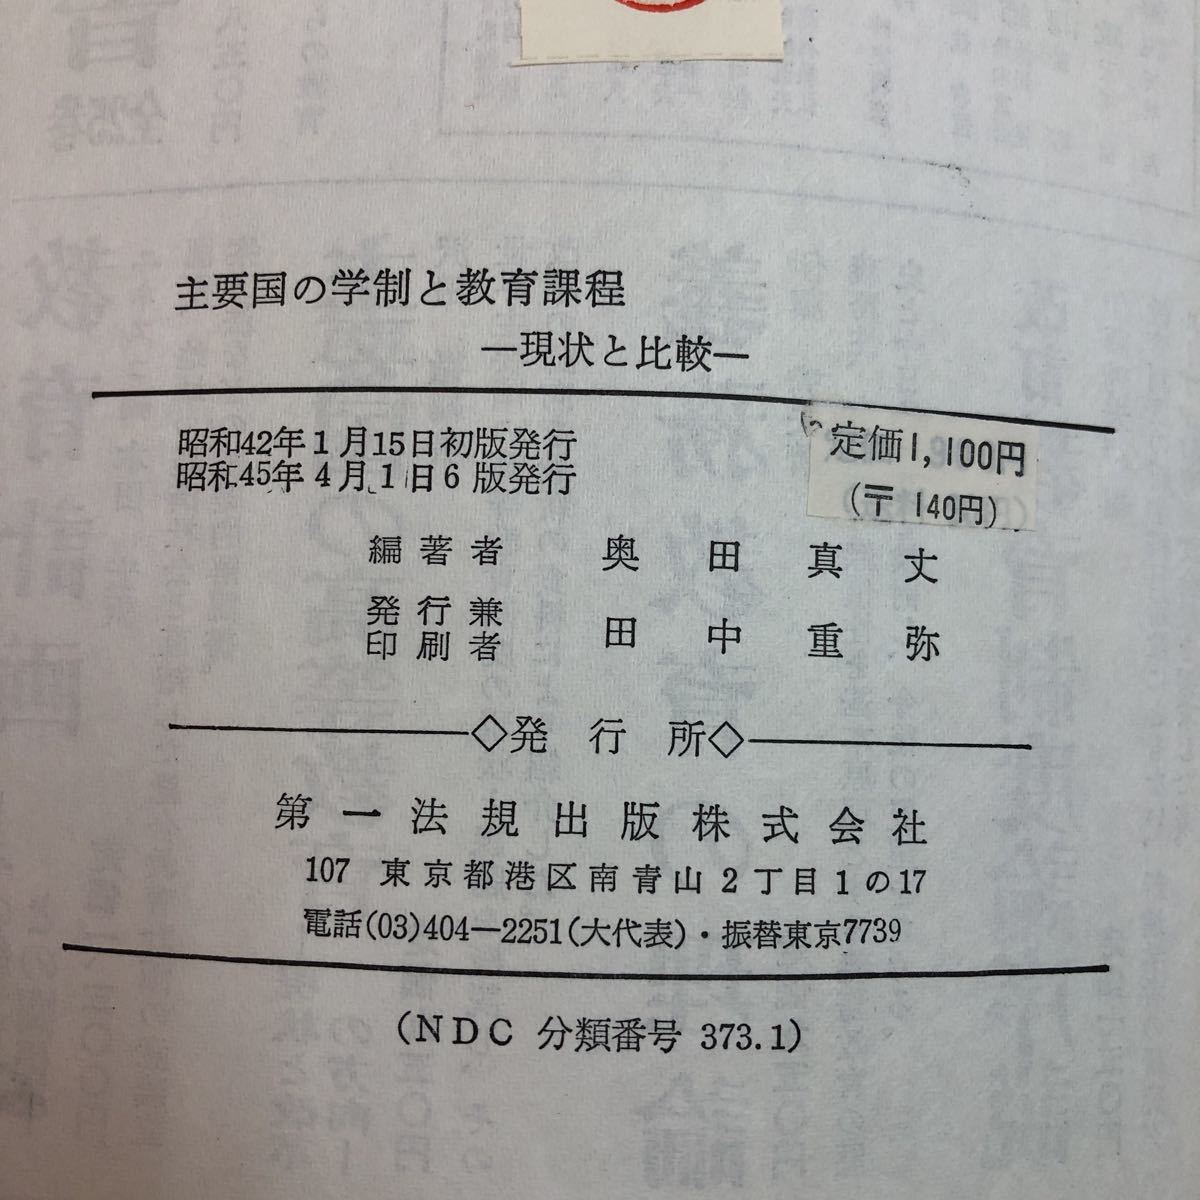 主要国の学制と教育課程
―現状と比較―
昭和42年1月15日初版発行
昭和45年4月1日6版発行
定価1,100円
(〒140円)
編著者 奥田真丈
発行兼
印刷者 田中重弥
◇発行所◇
第一法規出版株式会社
107 東京都港区南青山2丁目1の17
電話(03)404―2251(大代表)・振替東京7739
(NDC 分類番号 373.1)